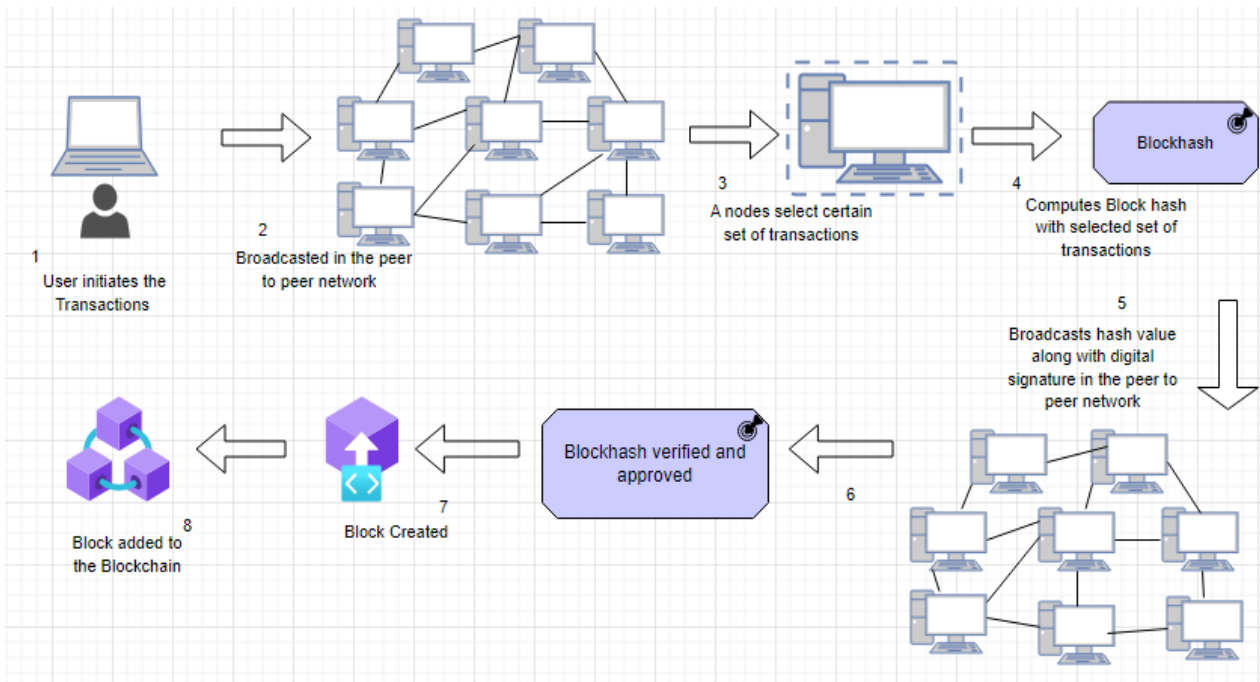 1
User initiates the
Transactions
2
Broadcasted in the peer
to peer network
3
A nodes select certain
set of transactions
4
Computes Block hash
with selected set of
transactions
Blockhash
5
Broadcasts hash value
along with digital
signature in the peer to
peer network
6
Blockhash verified and
approved
7
Block Created
8
Block added to
the Blockchain